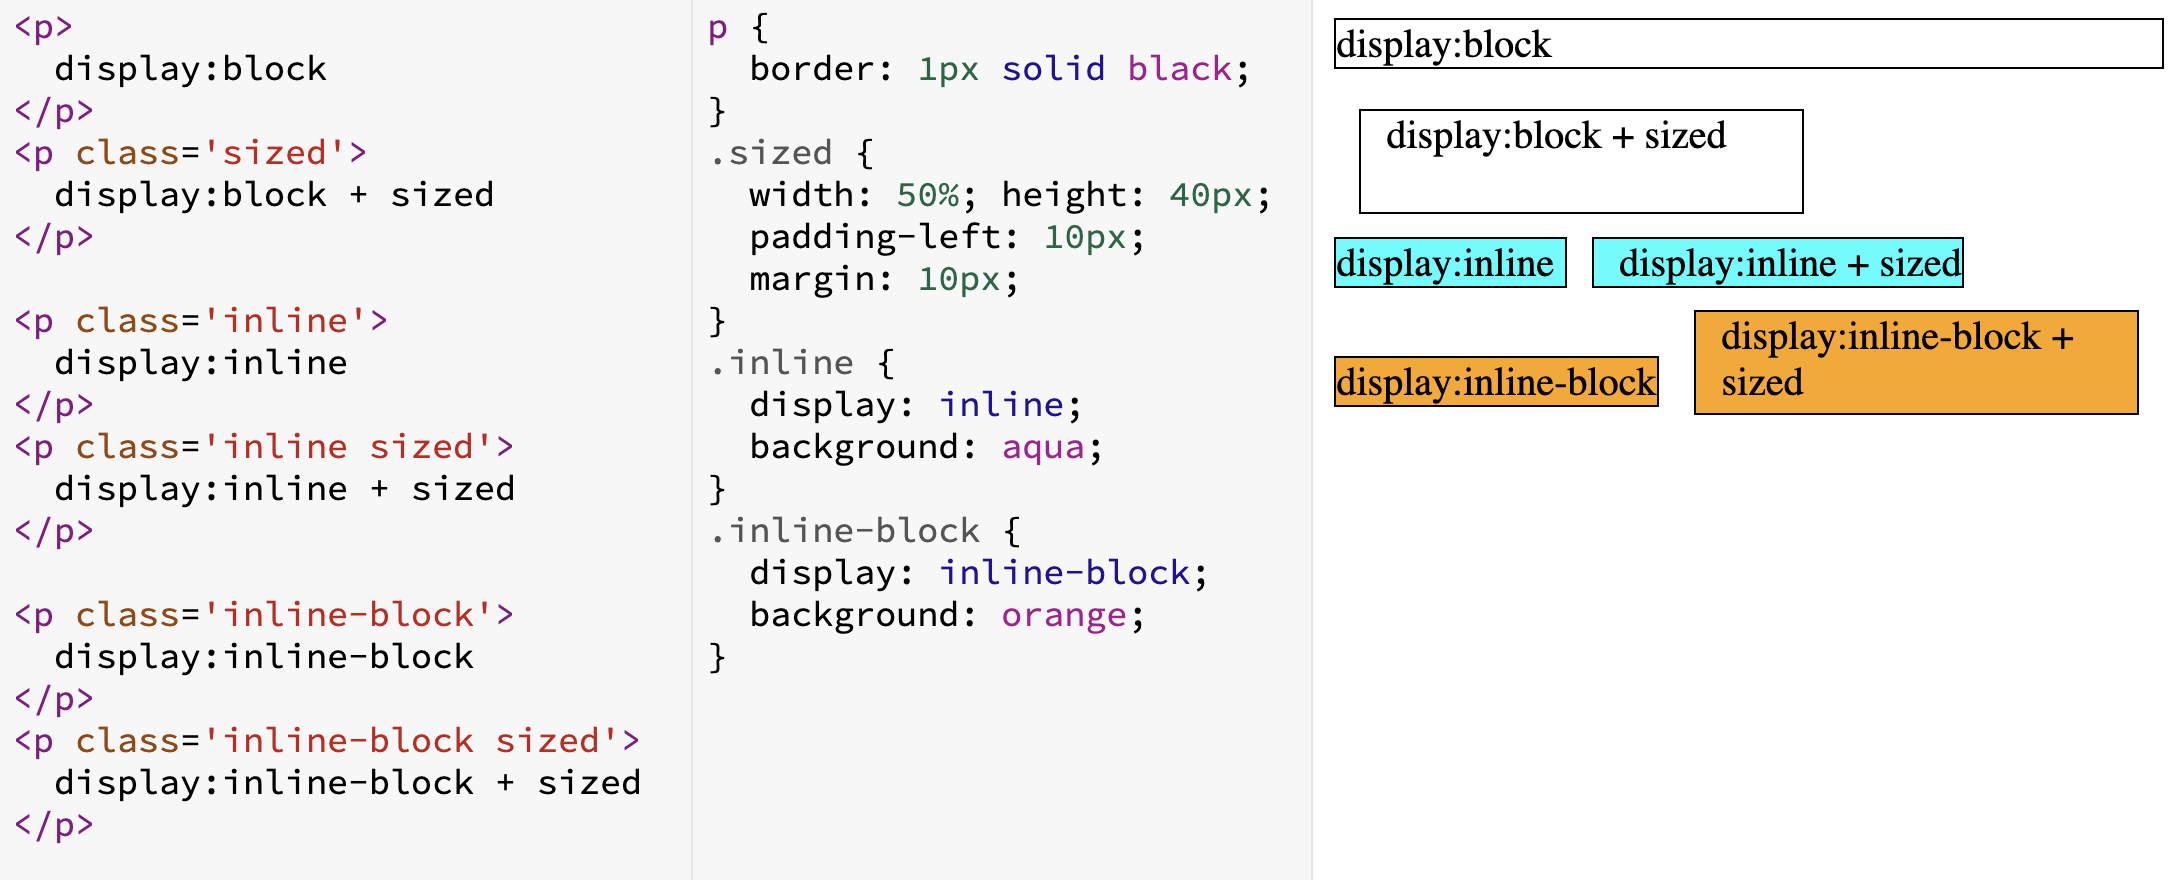 <p>
  display:block
</p>
<p class='sized'>
  display:block + sized
</p>

<p class='inline'>
  display:inline
</p>
<p class='inline sized'>
  display:inline + sized
</p>

<p class='inline-block'>
  display:inline-block
</p>
<p class='inline-block sized'>
  display:inline-block + sized
</p>
p {
  border: 1px solid black;
}
.sized {
  width: 50%; height: 40px;
  padding-left: 10px;
  margin: 10px;
}
.inline {
  display: inline;
  background: aqua;
}
.inline-block {
  display: inline-block;
  background: orange;
}
display:block
display:block + sized
display:inline
display:inline + sized
display:inline-block
display:inline-block +
sized